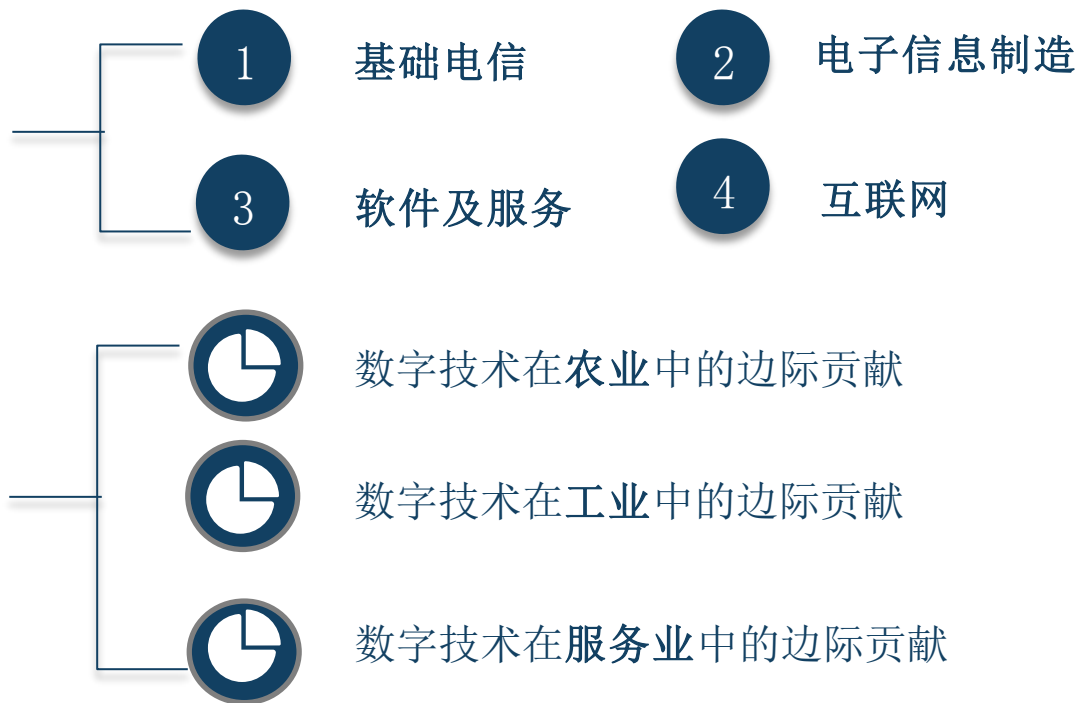 1 基础电信 2 电子信息制造
3 软件及服务 4 互联网
数字技术在农业中的边际贡献
数字技术在工业中的边际贡献
数字技术在服务业中的边际贡献